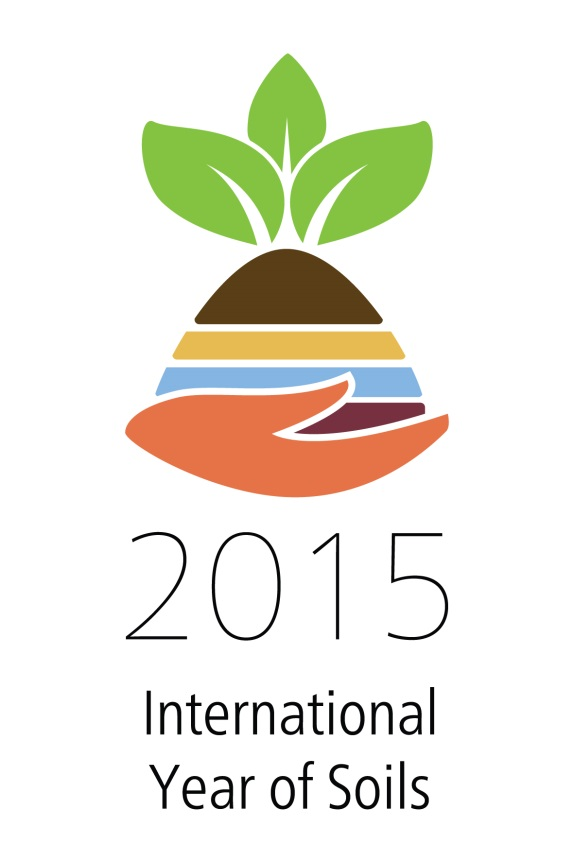 2015
International
Year of Soils